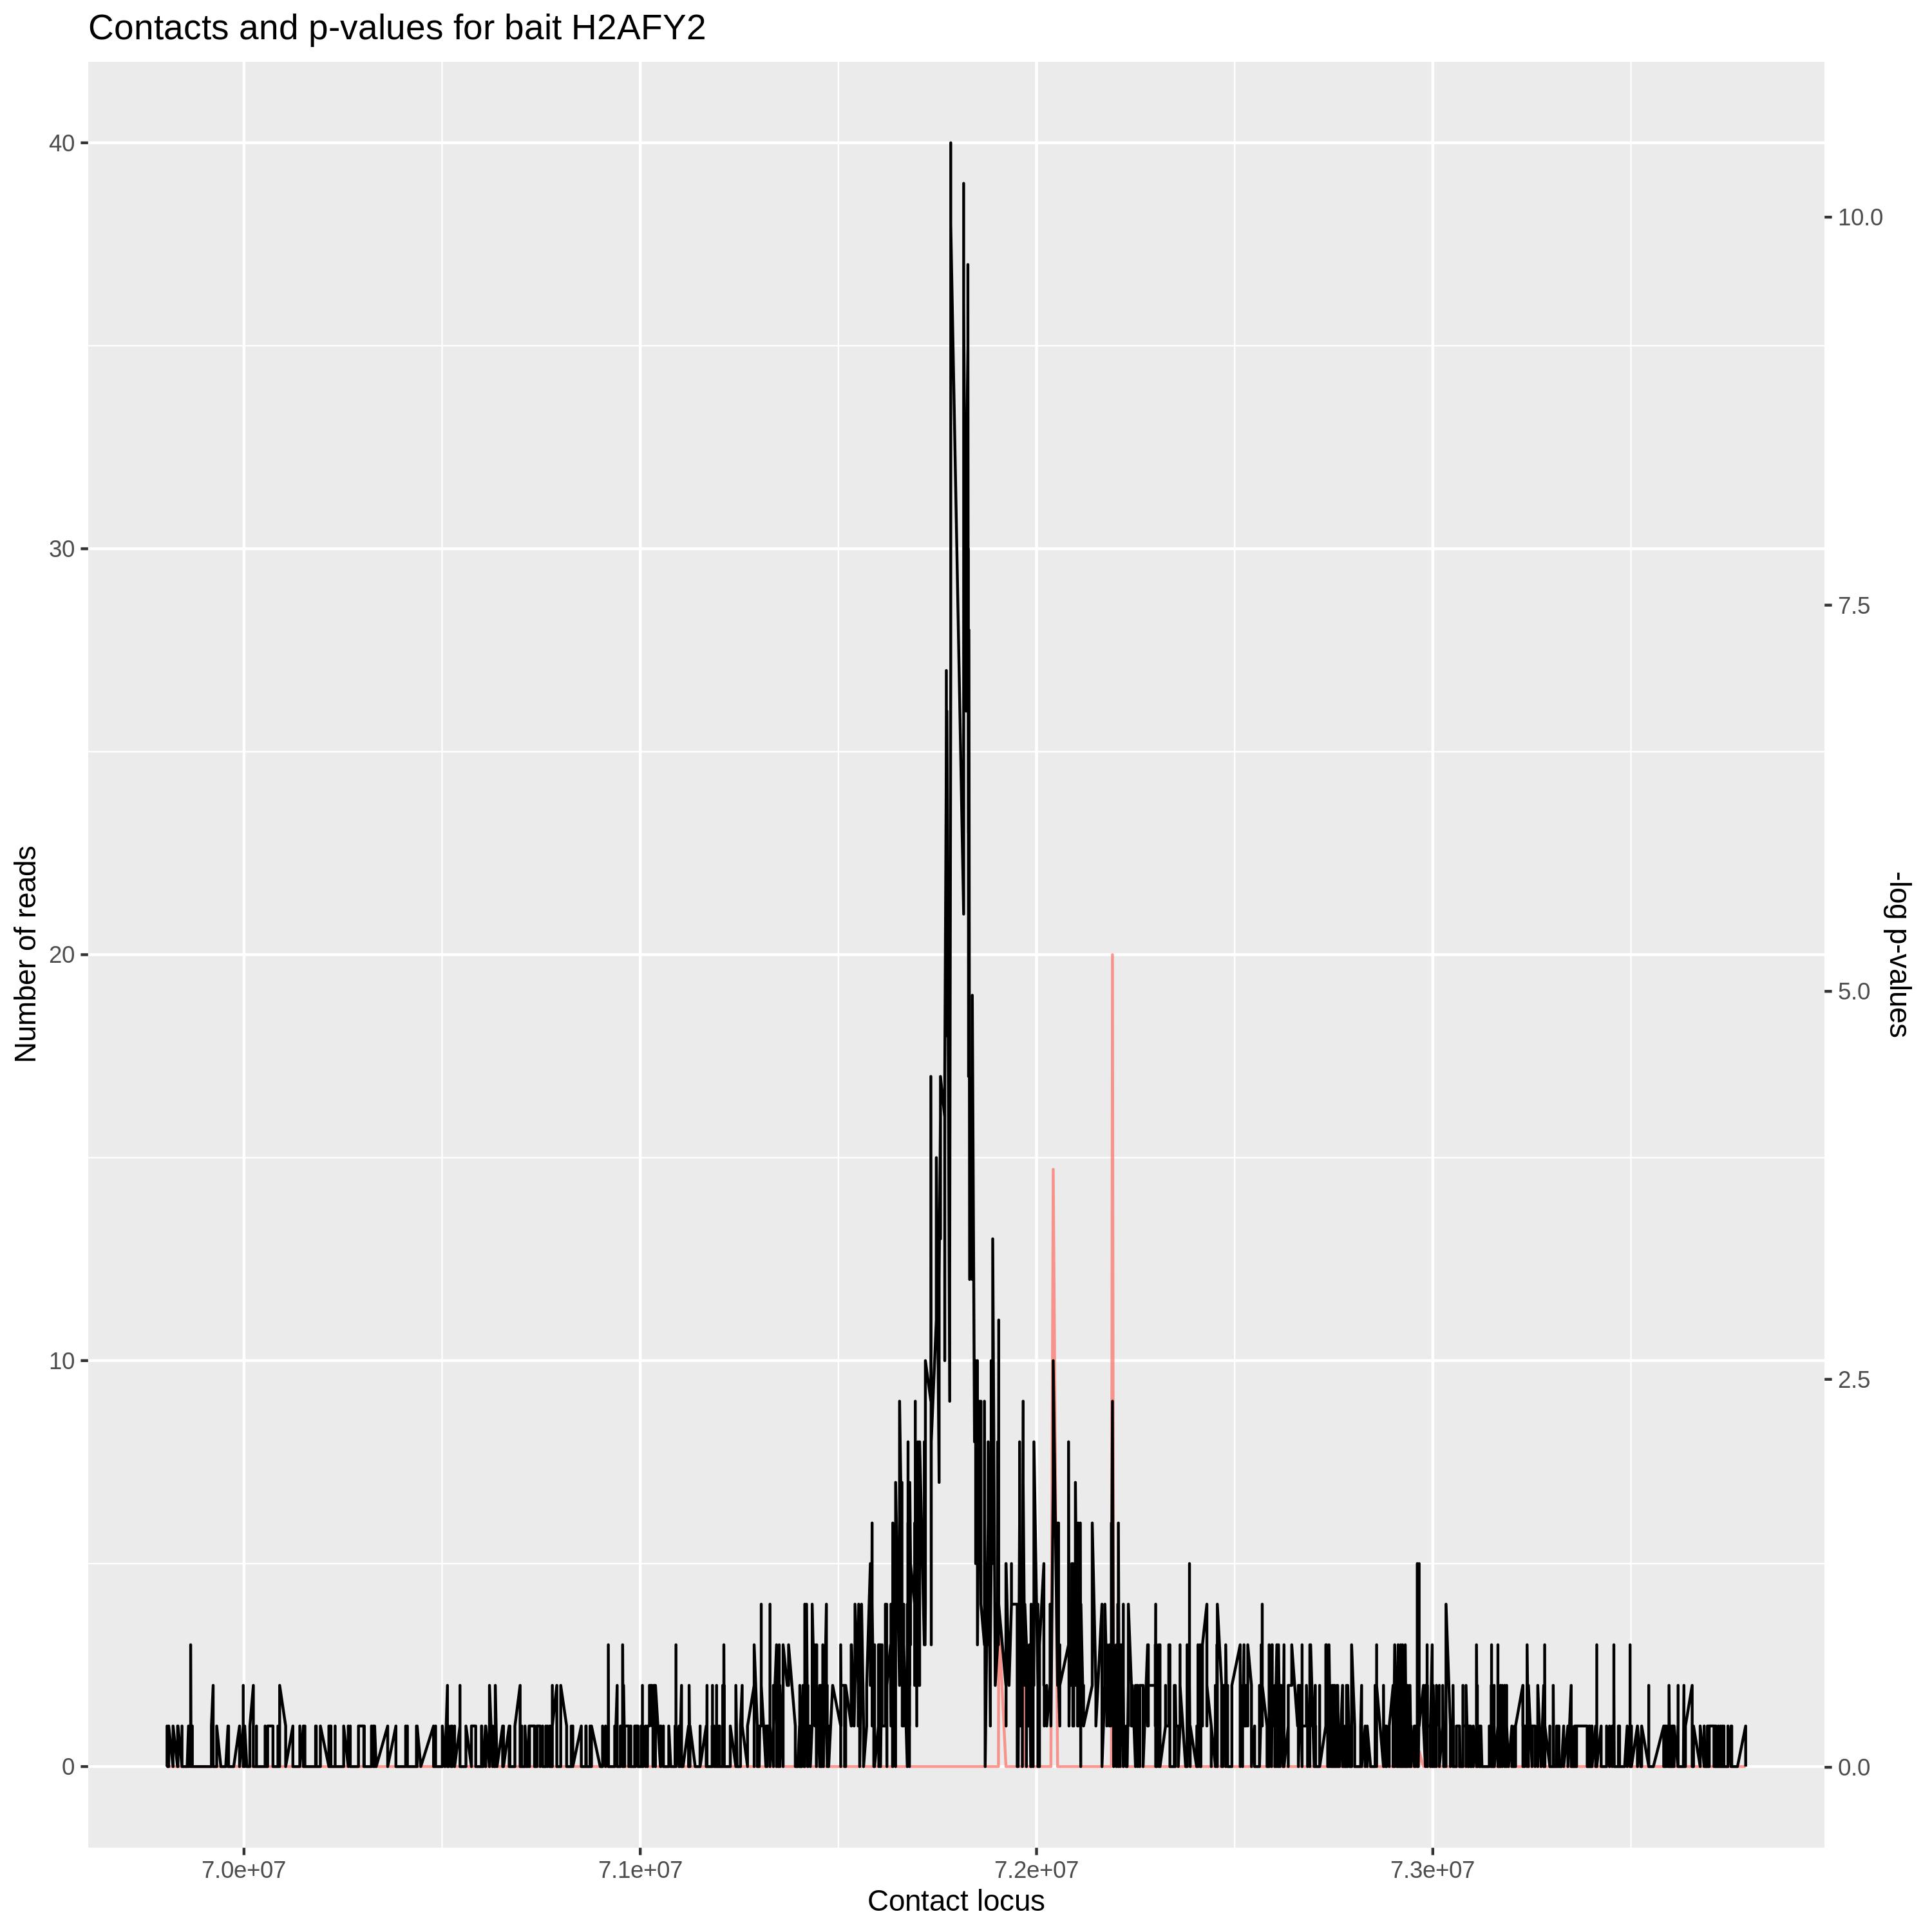 Contacts and p-values for bait H2AFY2
Number of reads
40
30
20
10
0
10.0
7.5
5.0
2.5
0.0
-log p-values
7.0e+07
7.1e+07
7.2e+07
7.3e+07
Contact locus